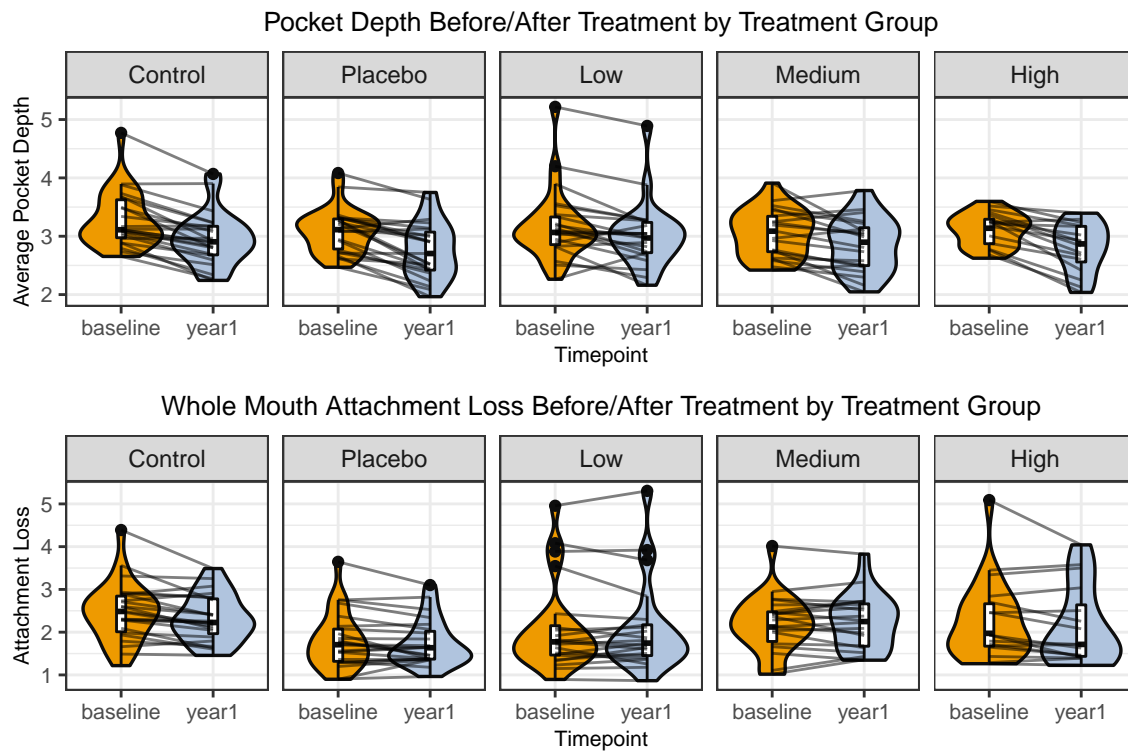 Pocket Depth Before/After Treatment by Treatment Group
Control Placebo Low Medium High
Average Pocket Depth
5
4
3
2
baseline year1 baseline year1 baseline year1 baseline year1 baseline year1
Timepoint
Whole Mouth Attachment Loss Before/After Treatment by Treatment Group
Control Placebo Low Medium High
Attachment Loss
5
4
3
2
1
baseline year1 baseline year1 baseline year1 baseline year1 baseline year1
Timepoint